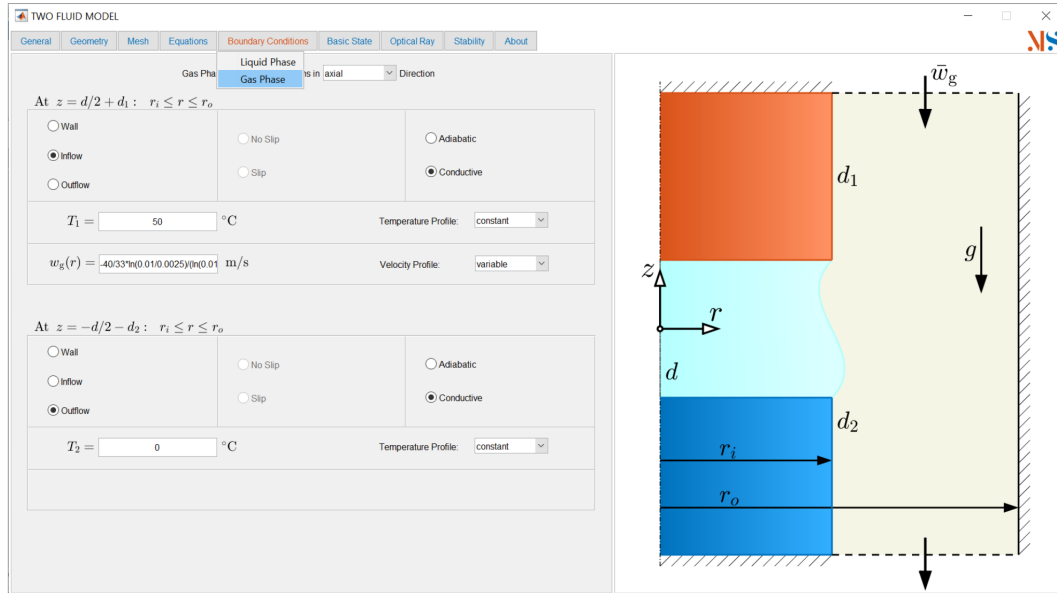 TWO FLUID MODEL
General Geometry Mesh Equations Boundary Conditions Basic State Optical Ray Stability About
Liquid Phase
Gas Phase
Gas Pha ns in axial Direction
At z = d/2 + d₁ : rᵢ ≤ r ≤ rₒ
Wall
Inflow
Outflow
No Slip
Slip
Adiabatic
Conductive
T₁ = 50 °C Temperature Profile: constant
w_g(r) = -40/33*ln(0.01/0.0025)/(ln(0.01 m/s Velocity Profile: variable
At z = −d/2 − d₂ : rᵢ ≤ r ≤ rₒ
Wall
Inflow
Outflow
No Slip
Slip
Adiabatic
Conductive
T₂ = 0 °C Temperature Profile: constant
w̄_g
d₁
g
z
r
d
d₂
rᵢ
rₒ